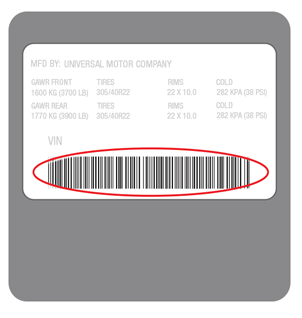 MFD BY: UNIVERSAL MOTOR COMPANY
GAWR FRONT TIRES RIMS COLD
1600 KG (3700 LB) 305/40R22 22 X 10.0 282 KPA (38 PSI)
GAWR REAR TIRES RIMS COLD
1770 KG (3900 LB) 305/40R22 22 X 10.0 282 KPA (38 PSI)
VIN